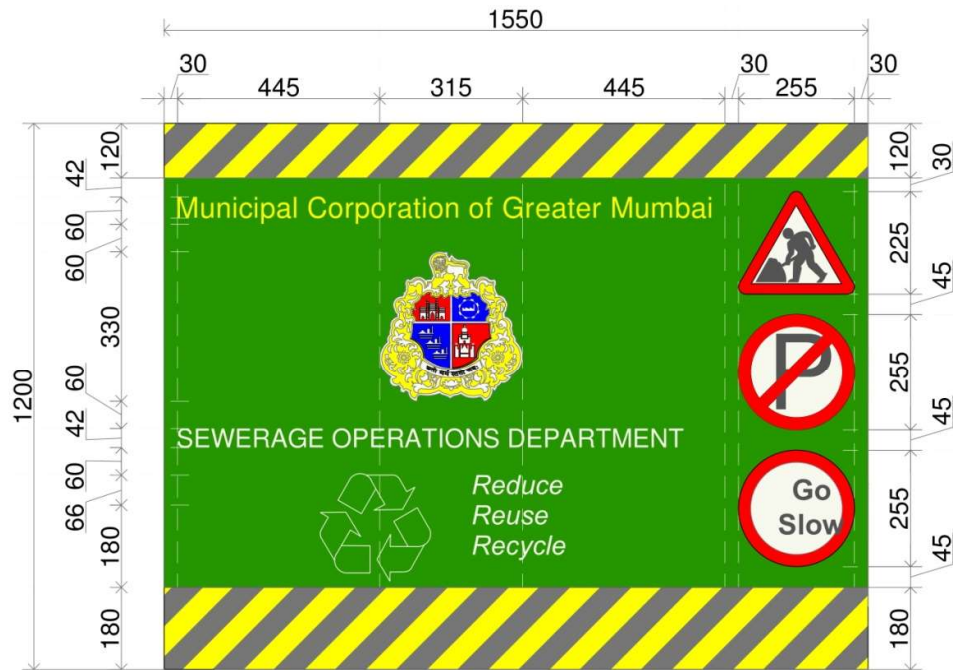 1550
30 30 30
445 315 445 255
120 120
42 30
Municipal Corporation of Greater Mumbai
60
225
60
45
330
1200
P
255
60
42 45
SEWERAGE OPERATIONS DEPARTMENT
60
Reduce
Go
66
Reuse
Slow
255
180
Recycle
45
180 180